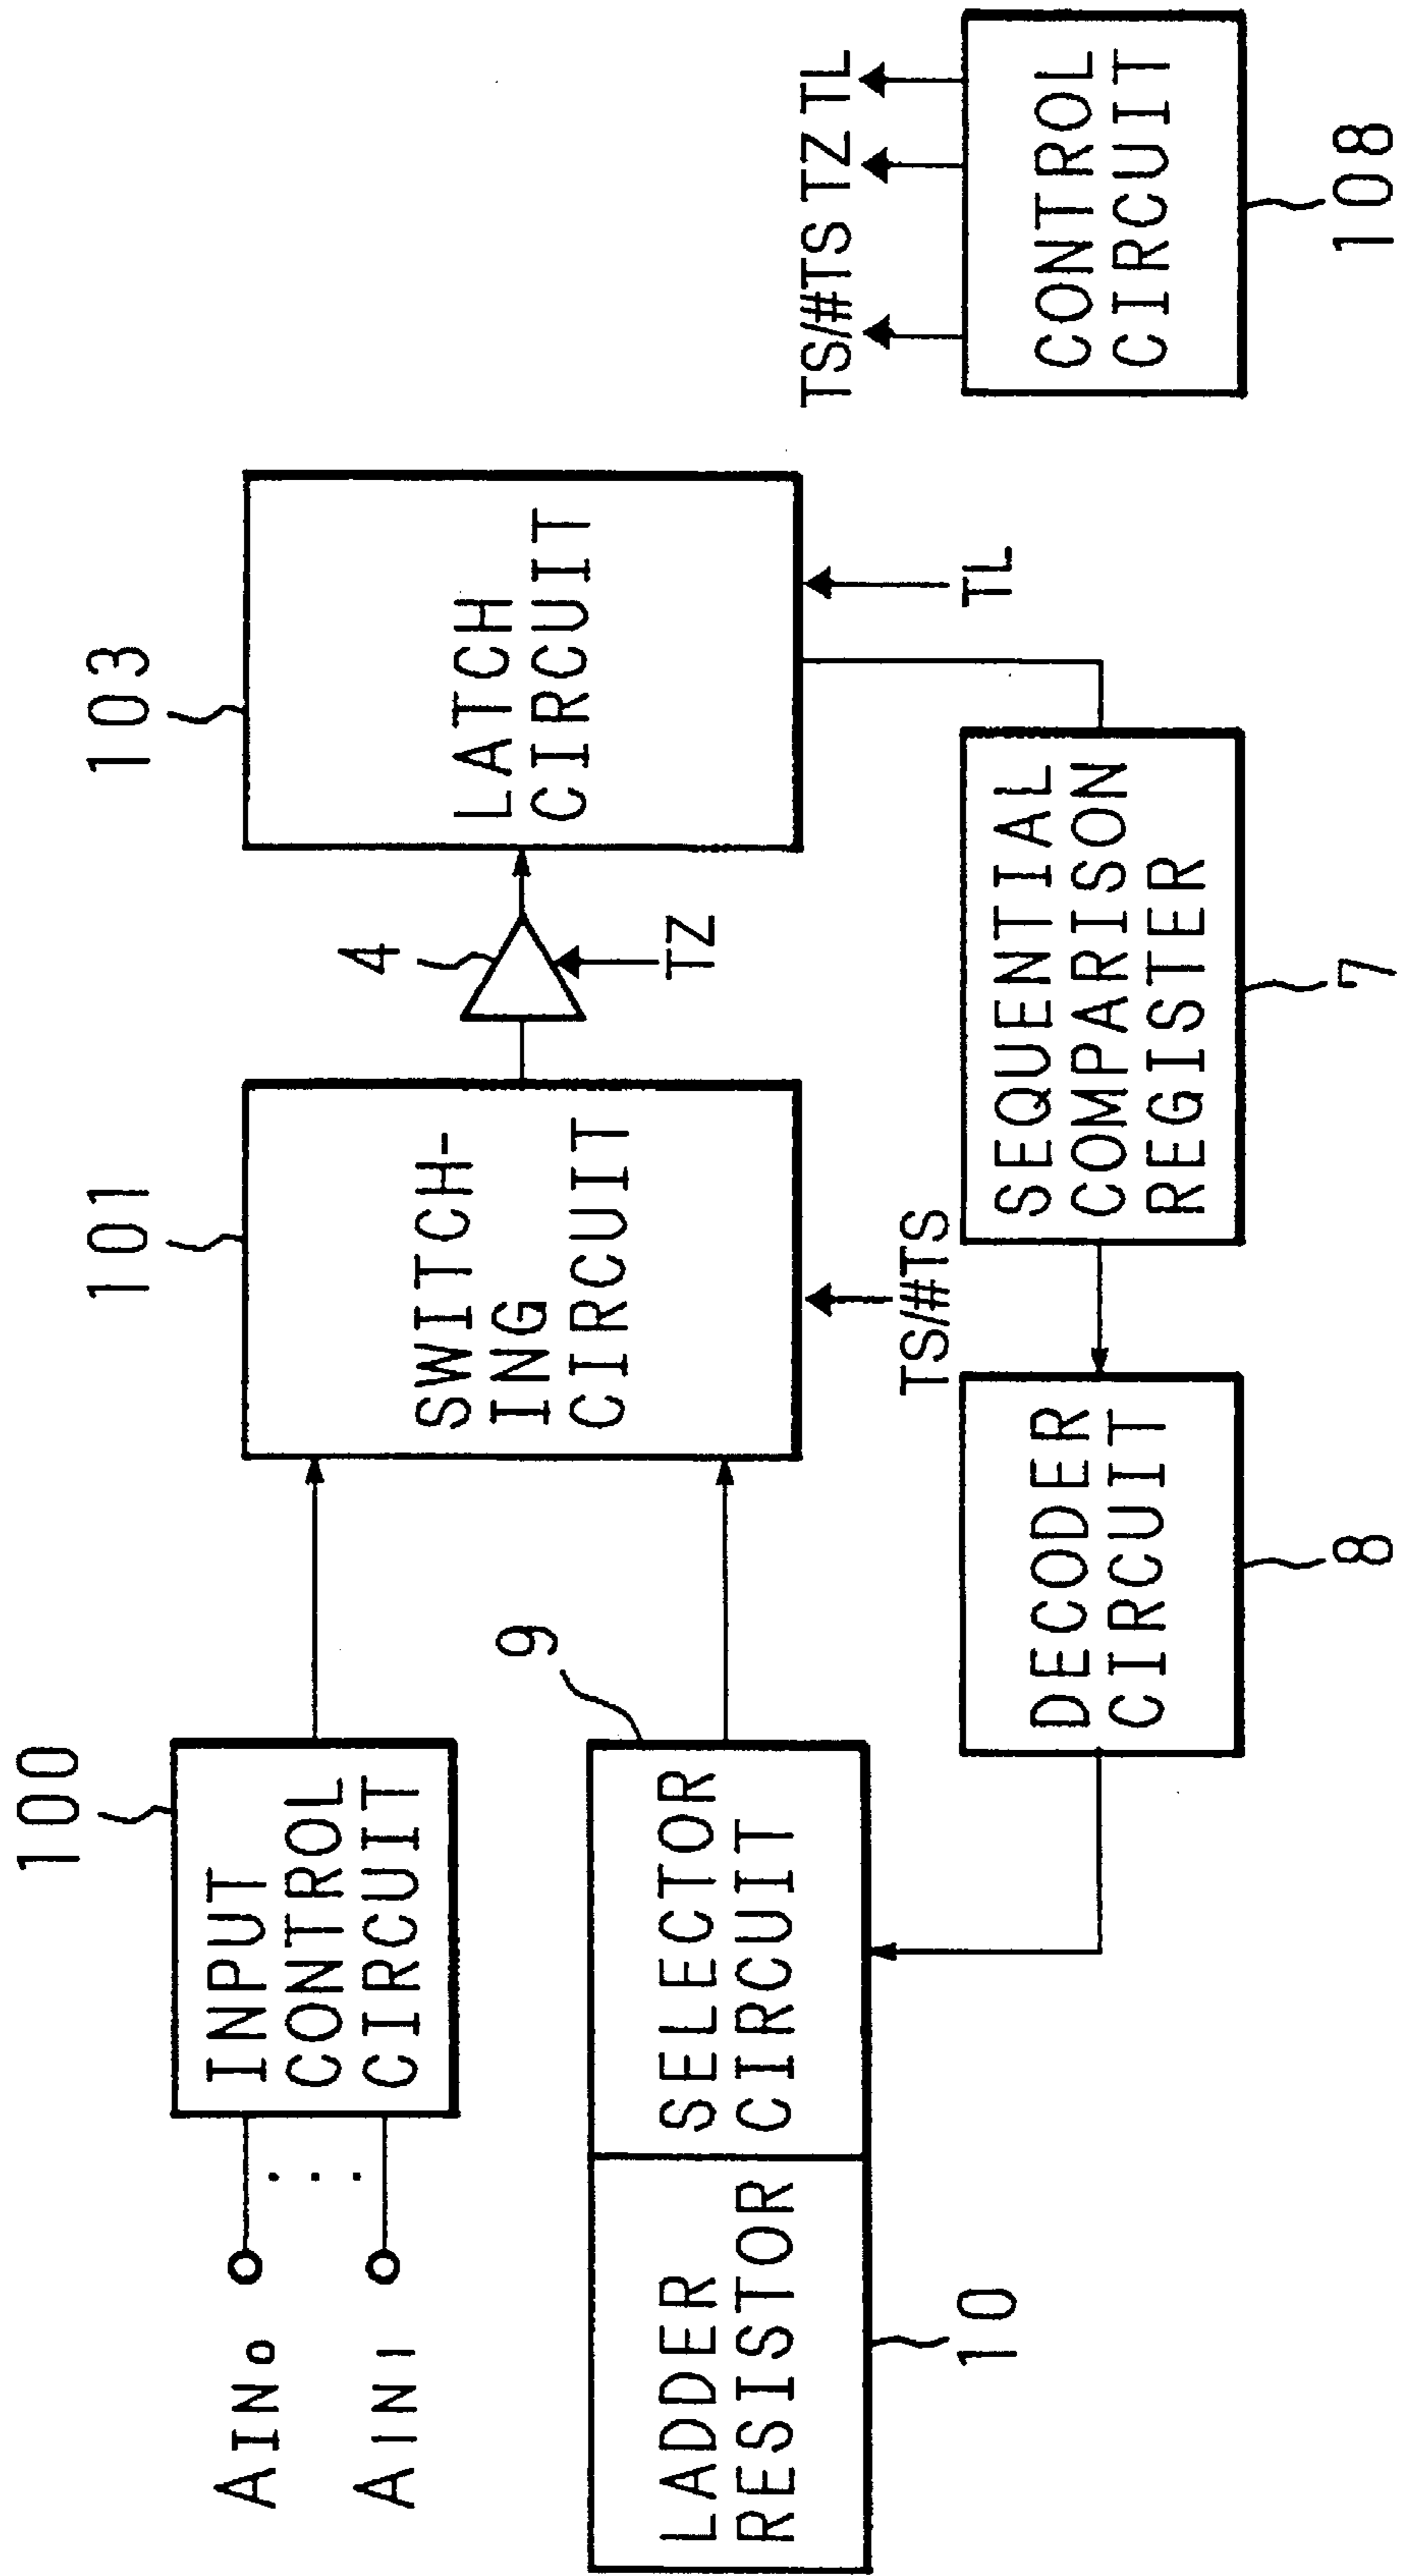 100
101
103
AIN0
AIN1
INPUT
CONTROL
CIRCUIT
SWITCH-
ING
CIRCUIT
4
TZ
LATCH
CIRCUIT
9
LADDER
RESISTOR
SELECTOR
CIRCUIT
10
TS/#TS
TL
DECODER
CIRCUIT
8
SEQUENTIAL
COMPARISON
REGISTER
7
TS/#TS TZ TL
CONTROL
CIRCUIT
108